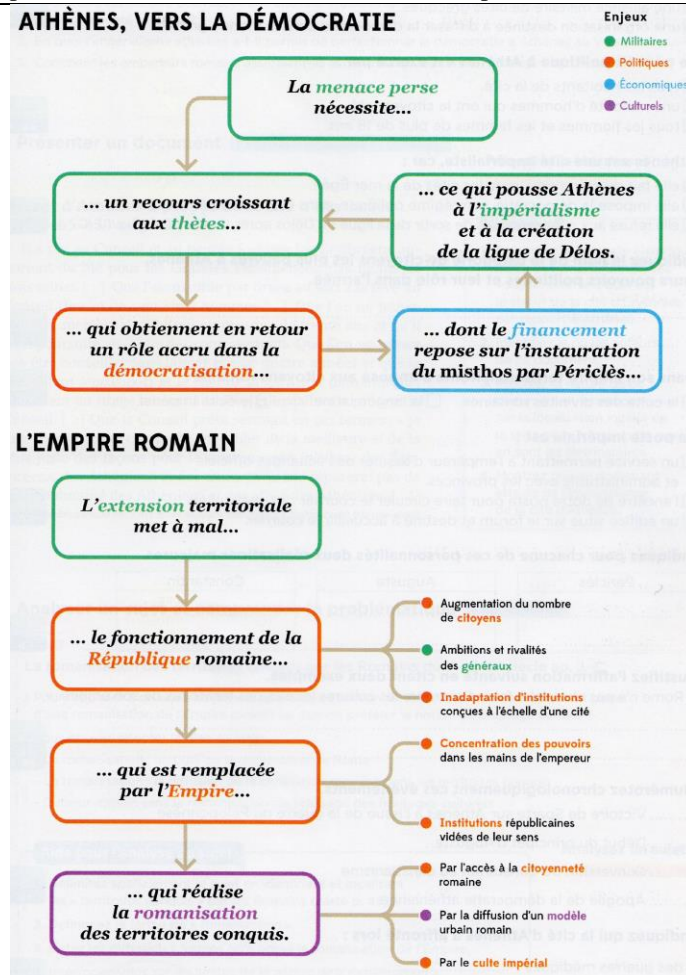 ATHÈNES, VERS LA DÉMOCRATIE
Enjeux
Militaires
Politiques
Économiques
Culturels
La menace perse
nécessite...
... un recours croissant
aux thètes...
... ce qui pousse Athènes
à l'impérialisme
et à la création
de la ligue de Délos.
... qui obtiennent en retour
un rôle accru dans la
démocratisation...
... dont le financement
repose sur l'instauration
du misthos par Périclès...
L'EMPIRE ROMAIN
L'extension territoriale
met à mal...
... le fonctionnement de la
République romaine...
Augmentation du nombre
de citoyens
Ambitions et rivalités
des généraux
Inadaptation d'institutions
conçues à l'échelle d'une cité
... qui est remplacée
par l'Empire...
Concentration des pouvoirs
dans les mains de l'empereur
Institutions républicaines
vidées de leur sens
... qui réalise
la romanisation
des territoires conquis.
Par l'accès à la citoyenneté
romaine
Par la diffusion d'un modèle
urbain romain
Par le culte impérial